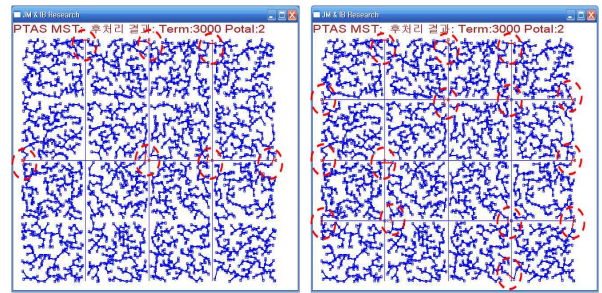 JM & IB Research
PTAS MST: 후처리 결과: Term:3000 Potal:2
JM & IB Research
PTAS MST: 후처리 결과: Term:3000 Potal:2